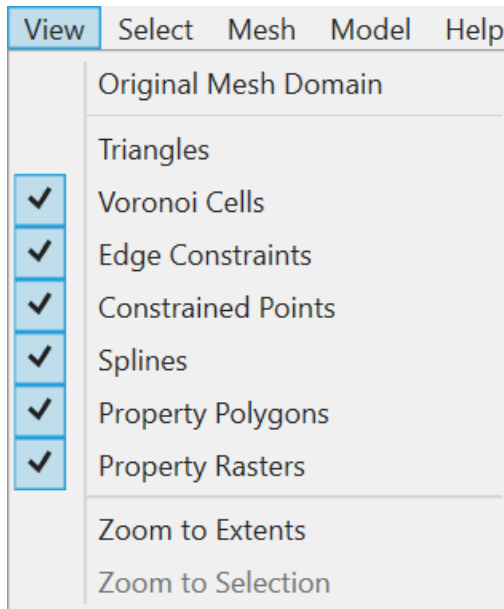 View Select Mesh Model Help
Original Mesh Domain
Triangles
Voronoi Cells
Edge Constraints
Constrained Points
Splines
Property Polygons
Property Rasters
Zoom to Extents
Zoom to Selection